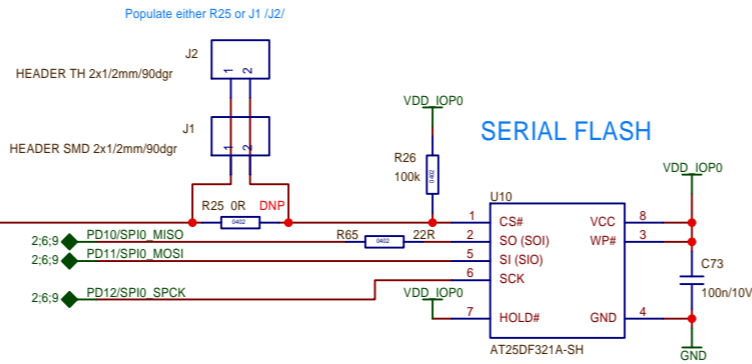 Populate either R25 or J1 /J2/
J2
1 2
HEADER TH 2x1/2mm/90dgr
J1
1 2
HEADER SMD 2x1/2mm/90dgr
VDD_IOP0
SERIAL FLASH
R26
100k
0402
VDD_IOP0
R25 0R DNP
0402
U10
1 CS# VCC 8
2;6;9 PD10/SPI0_MISO R65 0402 22R 2 SO (SOI) WP# 3
2;6;9 PD11/SPI0_MOSI 5 SI (SIO)
6 SCK
C73
100n/10V
2;6;9 PD12/SPI0_SPCK
VDD_IOP0
7 HOLD# GND 4
AT25DF321A-SH
GND